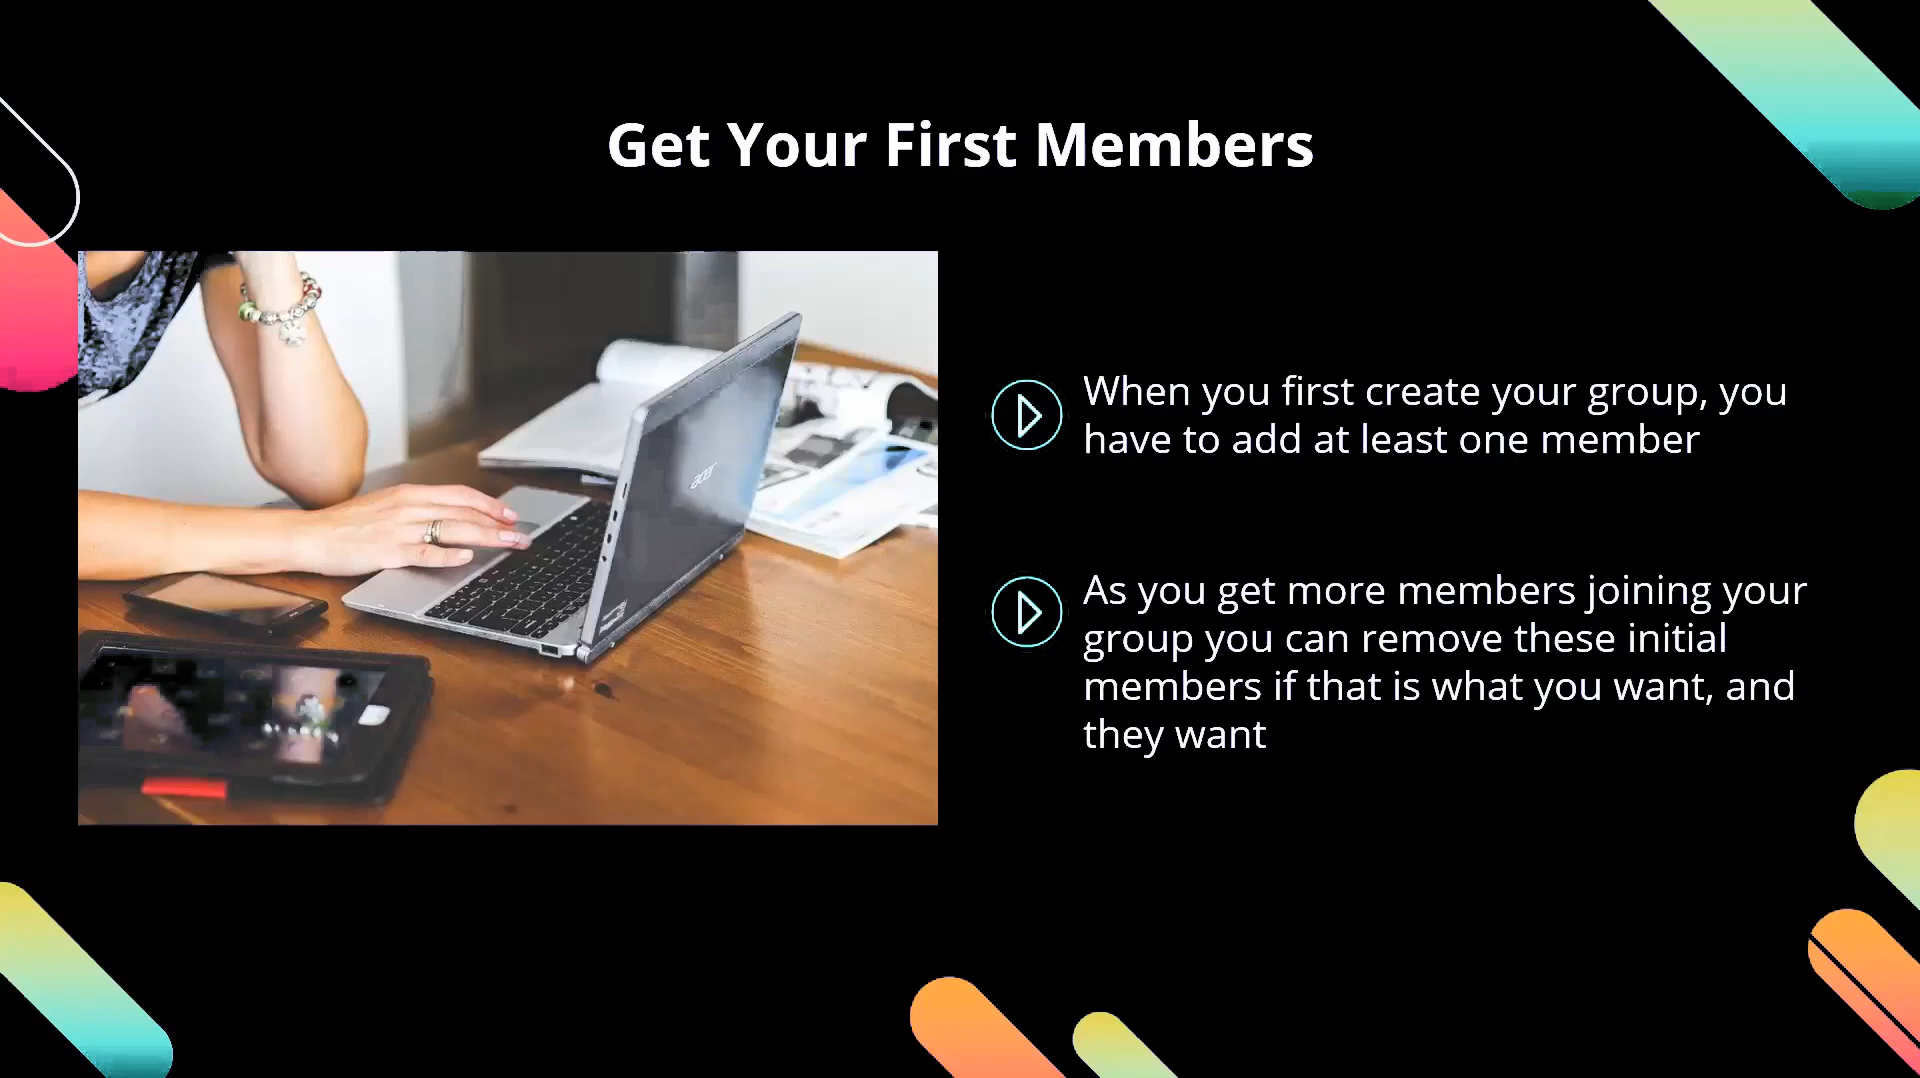 Get Your First Members
When you first create your group, you
have to add at least one member
As you get more members joining your
group you can remove these initial
members if that is what you want, and
they want
acer